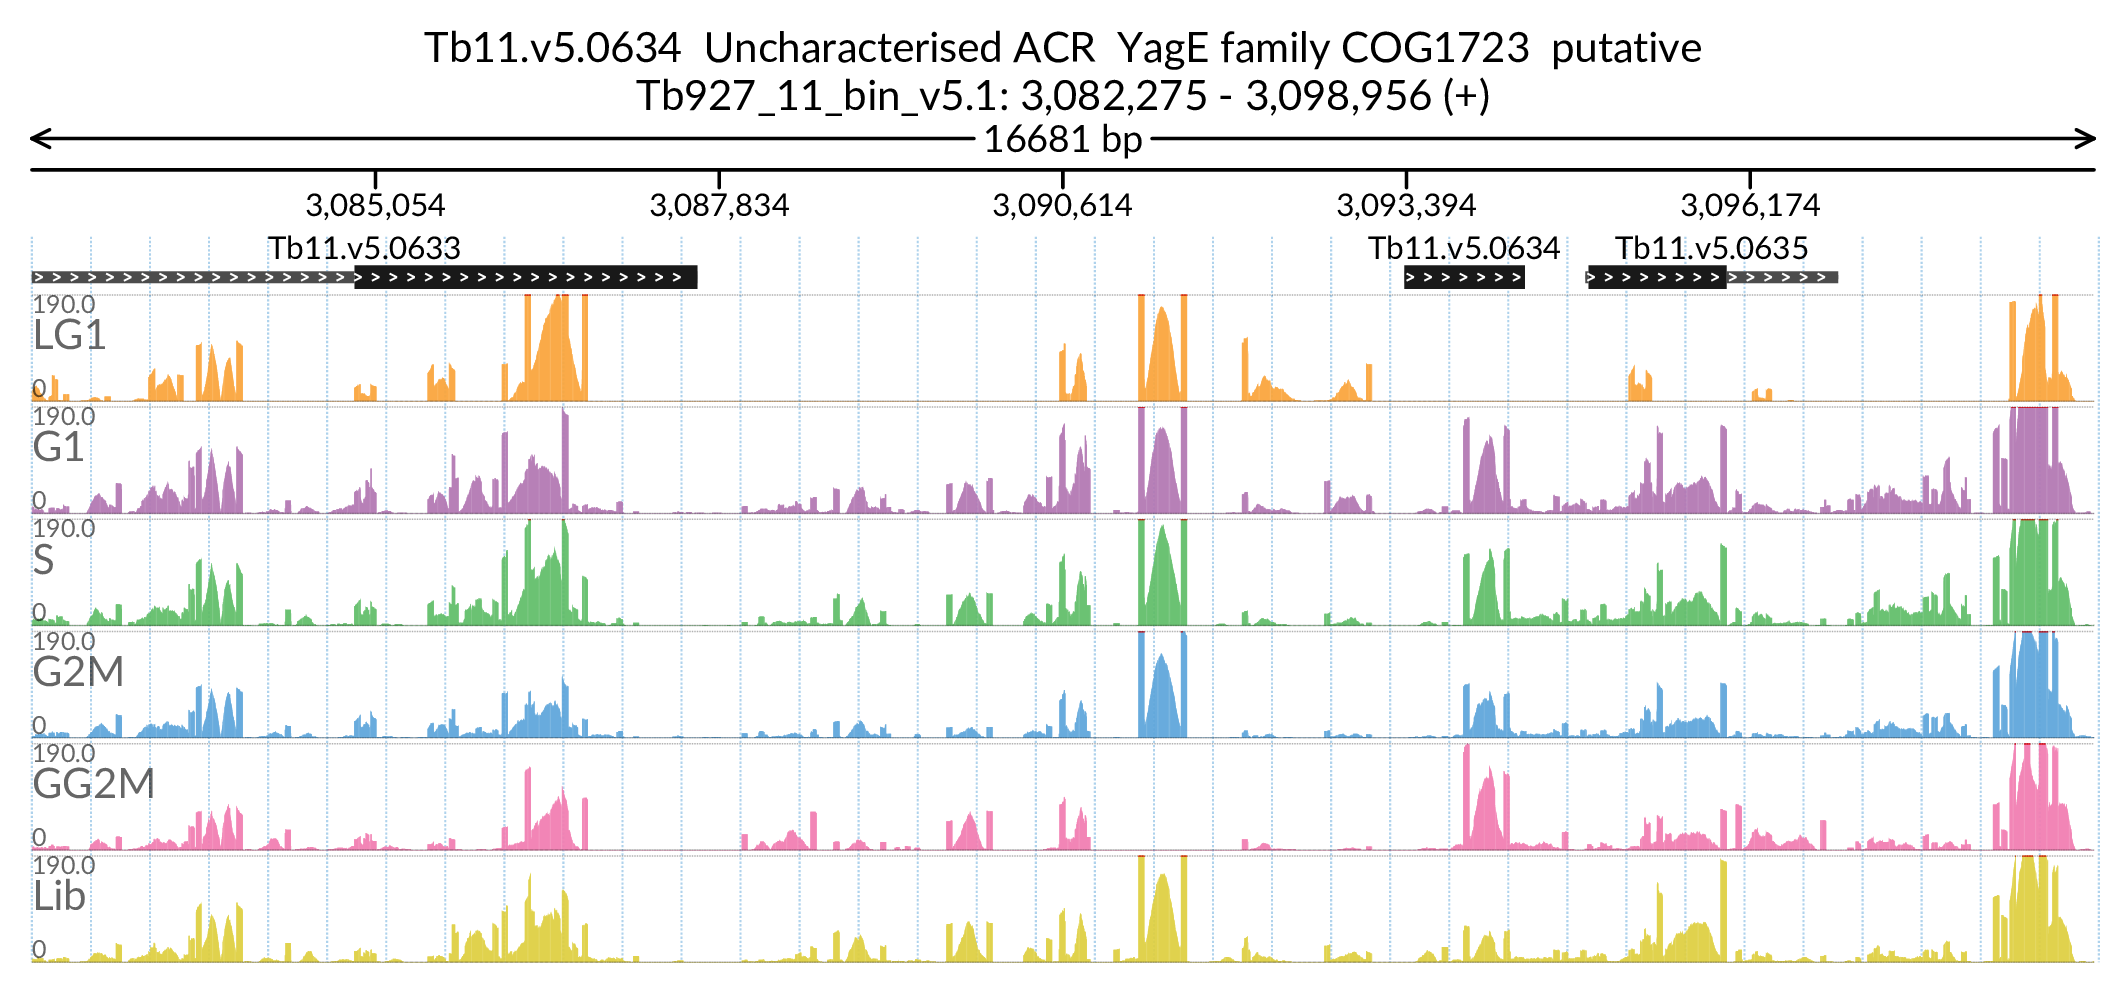 Tb11.v5.0634 Uncharacterised ACR YagE family COG1723 putative
Tb927_11_bin_v5.1: 3,082,275 - 3,098,956 (+)
16681 bp
3,085,054 3,087,834 3,090,614 3,093,394 3,096,174
Tb11.v5.0633 Tb11.v5.0634 Tb11.v5.0635
190.0
LG1
0
190.0
G1
0
190.0
S
0
190.0
G2M
0
190.0
GG2M
0
190.0
Lib
0